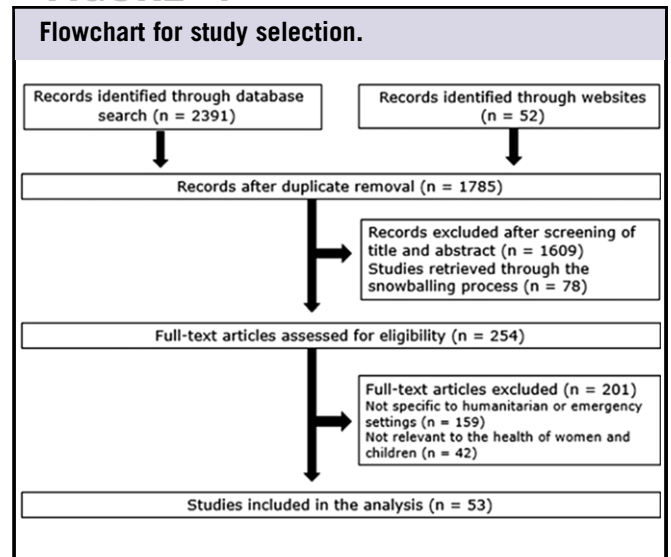 Flowchart for study selection.
Records identified through database
search (n = 2391)
Records identified through websites
(n = 52)
Records after duplicate removal (n = 1785)
Records excluded after screening of
title and abstract (n = 1609)
Studies retrieved through the
snowballing process (n = 78)
Full-text articles assessed for eligibility (n = 254)
Full-text articles excluded (n = 201)
Not specific to humanitarian or emergency
settings (n = 159)
Not relevant to the health of women and
children (n = 42)
Studies included in the analysis (n = 53)